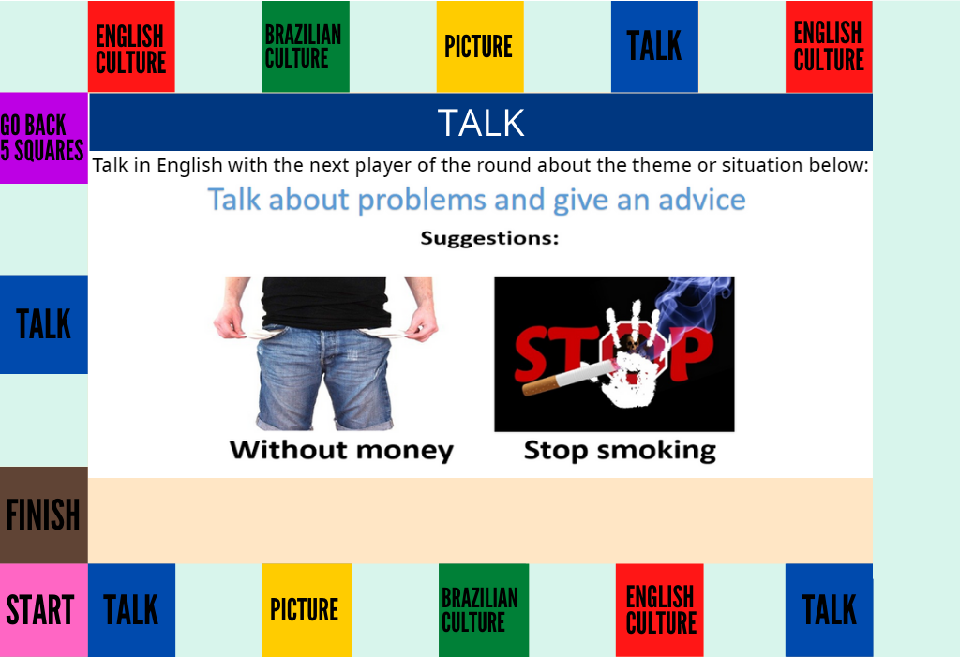 ENGLISH
CULTURE
BRAZILIAN
CULTURE
PICTURE
TALK
ENGLISH
CULTURE
GO BACK
5 SQUARES
TALK
Talk in English with the next player of the round about the theme or situation below:
Talk about problems and give an advice
Suggestions:
STOP
Without money
Stop smoking
TALK
FINISH
START
TALK
PICTURE
BRAZILIAN
CULTURE
ENGLISH
CULTURE
TALK